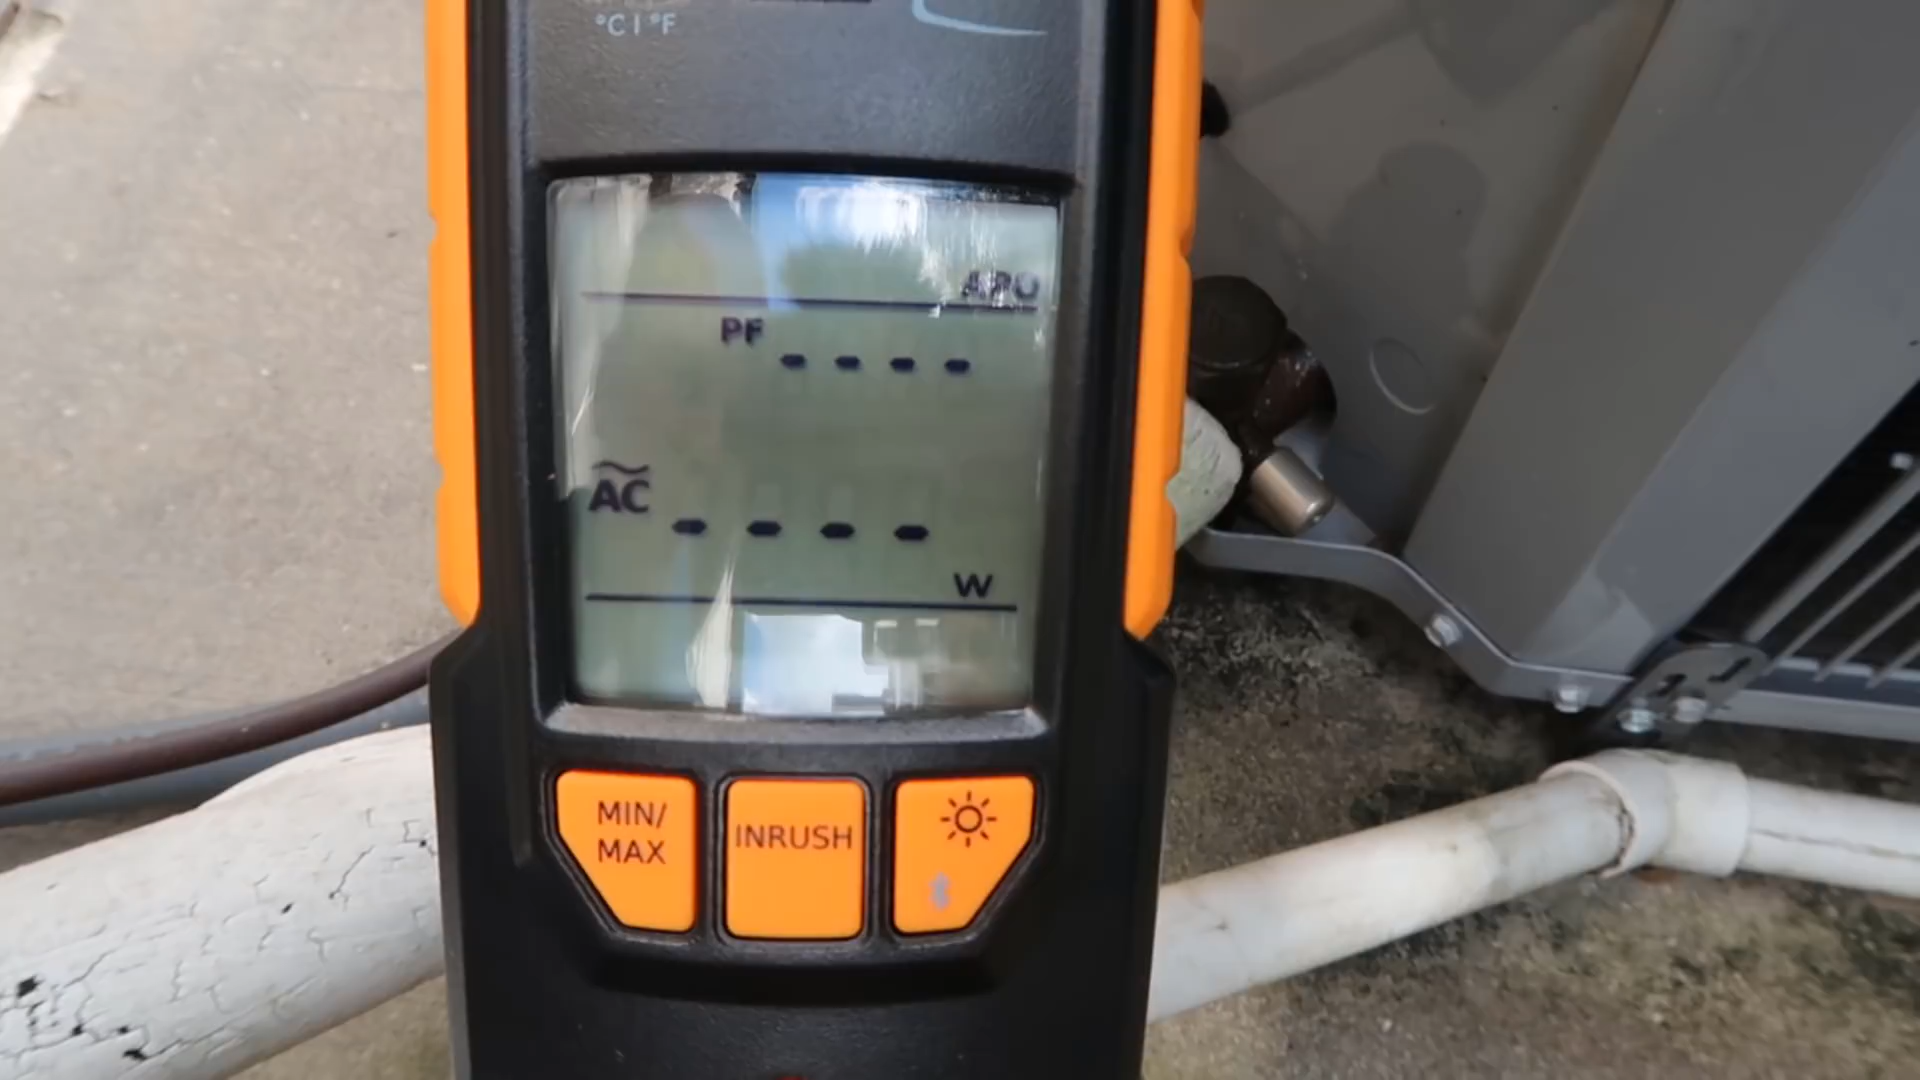 °C | °F
APO
PF - - - -
AC - - - -
W
MIN/
MAX
INRUSH